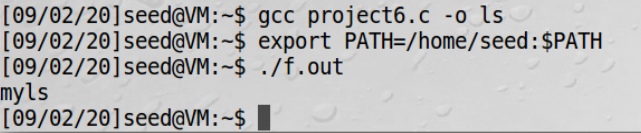 [09/02/20]seed@VM:~$ gcc project6.c -o ls
[09/02/20]seed@VM:~$ export PATH=/home/seed:$PATH
[09/02/20]seed@VM:~$ ./f.out
myls
[09/02/20]seed@VM:~$